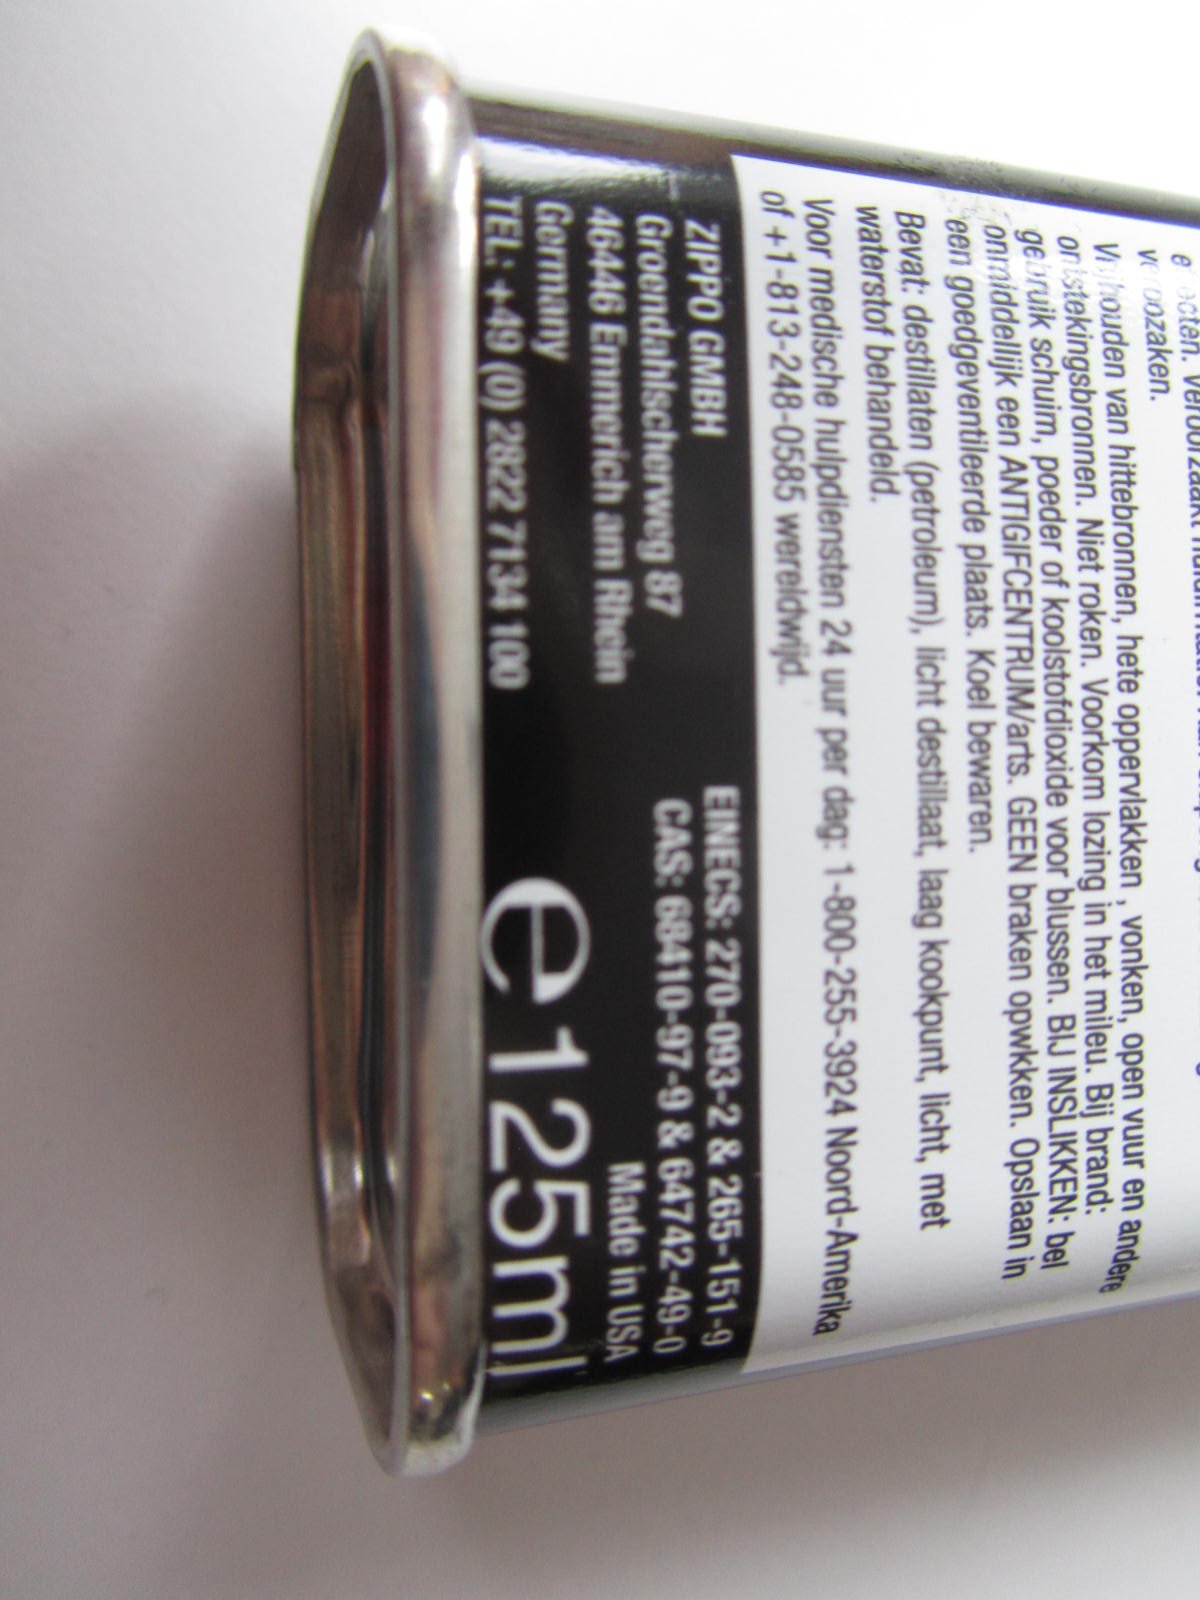 veroozaken.
Vrijhouden van hittebronnen, hete oppervlakken , vonken, open vuur en andere
ontstekingsbronnen. Niet roken. Voorkom lozing in het mileu. Bij brand:
gebruik schuim, poeder of koolstofdioxide voor blussen. BIJ INSLIKKEN: bel
onmiddelijk een ANTIGIFCENTRUM/arts. GEEN braken opwkken. Opslaan in
een goedgeventileerde plaats. Koel bewaren.
Bevat: destillaten (petroleum), licht destillaat, laag kookpunt, licht, met
waterstof behandeld.
Voor medische hulpdiensten 24 uur per dag: 1-800-255-3924 Noord-Amerika
of +1-813-248-0585 wereldwijd.
ZIPPO GMBH
Groendahlscherweg 87
46446 Emmerich am Rhein
Germany
TEL: +49 (0) 2822 7134 100
EINECS: 270-093-2 & 265-151-9
CAS: 68410-97-9 & 64742-49-0
Made in USA
e 125ml